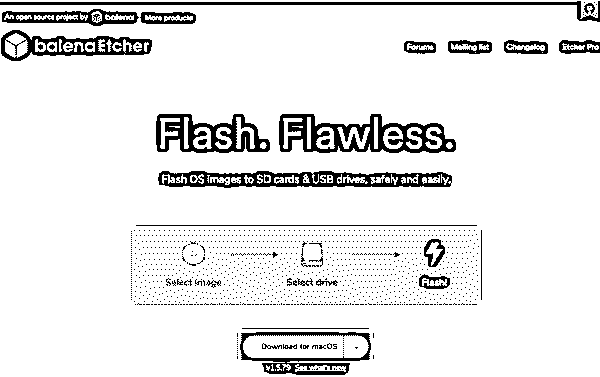 An open source project by balena More products
balenaEtcher
Forums Mailing list Changelog Etcher Pro
Flash. Flawless.
Flash OS images to SD cards & USB drives, safely and easily.
Select image Select drive Flash!
Download for macOS
v1.5.79 See what's new